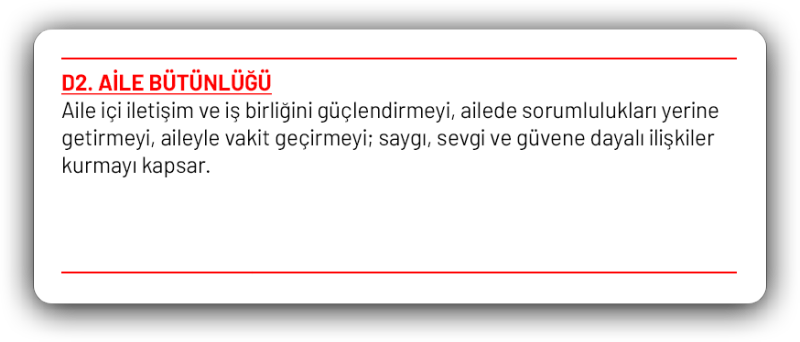 D2. AİLE BÜTÜNLÜĞÜ
Aile içi iletişim ve iş birliğini güçlendirmeyi, ailede sorumlulukları yerine
getirmeyi, aileyle vakit geçirmeyi; saygı, sevgi ve güvene dayalı ilişkiler
kurmayı kapsar.